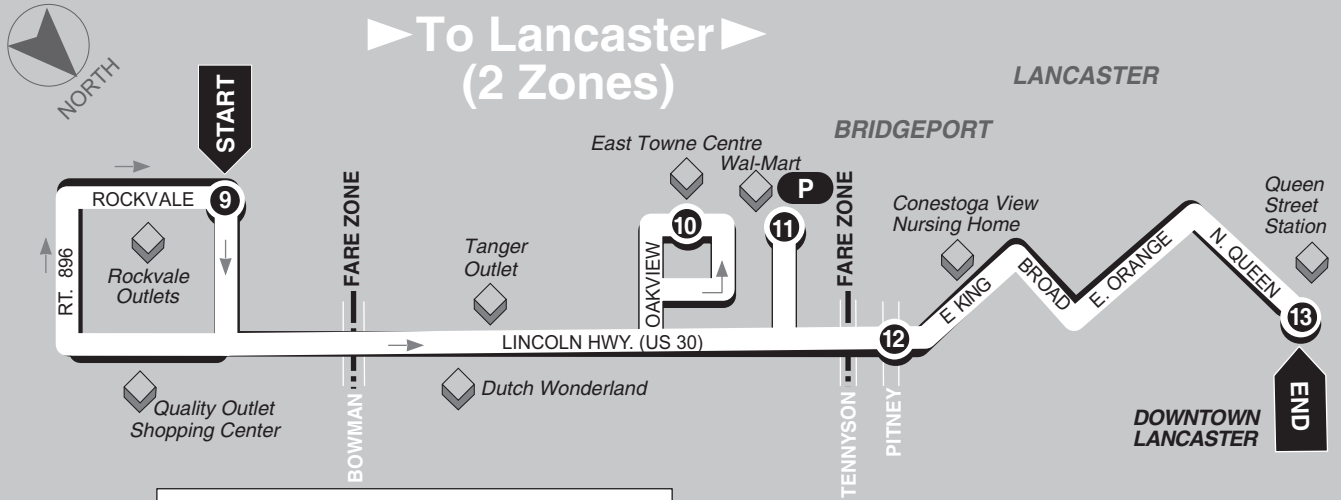 To Lancaster
(2 Zones)
NORTH
START
LANCASTER
BRIDGEPORT
East Towne Centre
Wal-Mart
P
FARE ZONE
FARE ZONE
ROCKVALE
9
10
11
Conestoga View
Nursing Home
Queen
Street
Station
Rockvale
Outlets
RT. 896
Tanger
Outlet
OAKVIEW
LINCOLN HWY. (US 30)
12
E KING
BROAD
E. ORANGE
N. QUEEN
13
Quality Outlet
Shopping Center
Dutch Wonderland
BOWMAN
TENNYSON
PITNEY
DOWNTOWN
LANCASTER
END